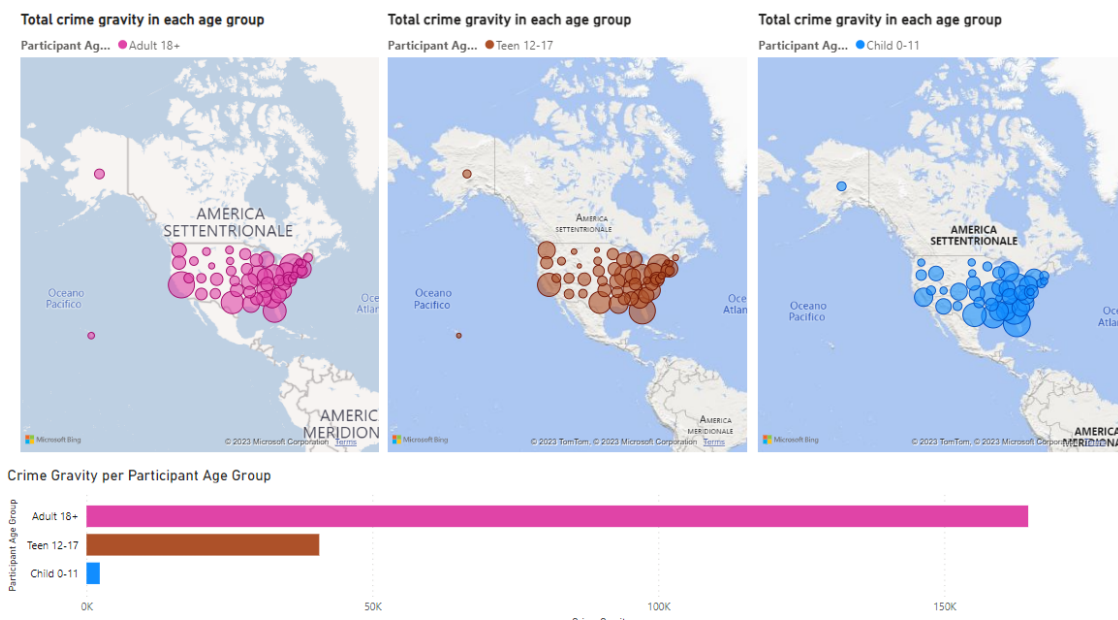 Total crime gravity in each age group
Participant Ag... Adult 18+
AMERICA
SETTENTRIONALE
Oceano
Pacifico
Oce
Atlan
AMERIC
MERIDION
Microsoft Bing
© 2023 Microsoft Corporation Terms
Total crime gravity in each age group
Participant Ag... Teen 12-17
AMERICA
SETTENTRIONALE
Oceano
Pacifico
Oce
Atlan
AMERICA
MERIDIONALE
Microsoft Bing
© 2023 TomTom, © 2023 Microsoft Corporation Terms
Total crime gravity in each age group
Participant Ag... Child 0-11
AMERICA
SETTENTRIONALE
Oceano
Pacifico
Oc
Atla
AMERICA
MERIDIONA
Microsoft Bing
© 2023 TomTom, © 2023 Microsoft Corporation
Crime Gravity per Participant Age Group
Participant Age Group
Adult 18+
Teen 12-17
Child 0-11
0K
50K
100K
150K